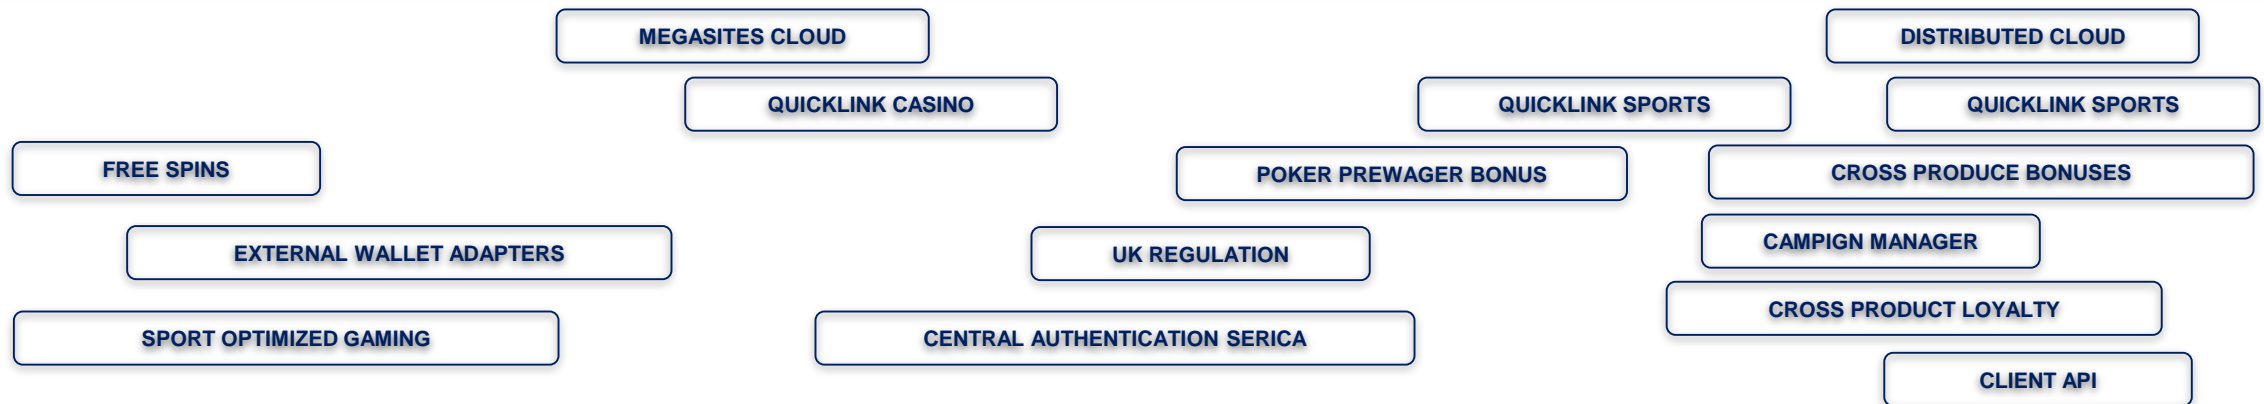 MEGASITES CLOUD
DISTRIBUTED CLOUD
QUICKLINK CASINO
QUICKLINK SPORTS
QUICKLINK SPORTS
FREE SPINS
POKER PREWAGER BONUS
CROSS PRODUCE BONUSES
EXTERNAL WALLET ADAPTERS
UK REGULATION
CAMPIGN MANAGER
CROSS PRODUCT LOYALTY
SPORT OPTIMIZED GAMING
CENTRAL AUTHENTICATION SERICA
CLIENT API